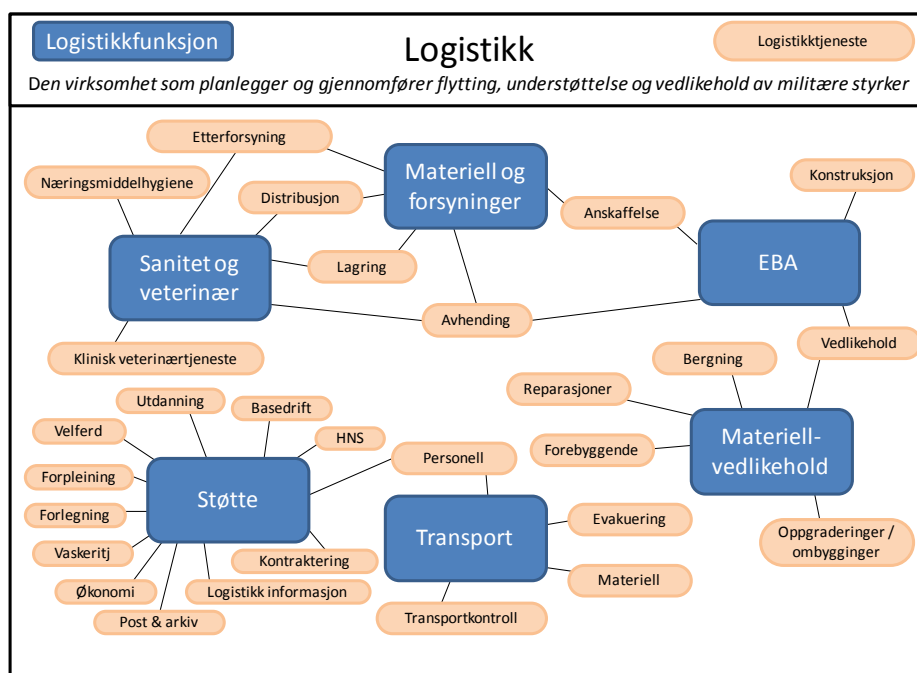 Logistikkfunksjon
Logistikk
Logistikktjeneste
Den virksomhet som planlegger og gjennomfører flytting, understøttelse og vedlikehold av militære styrker
Etterforsyning
Næringsmiddelhygiene
Distribusjon
Materiell og
forsyninger
Konstruksjon
Anskaffelse
Sanitet og
veterinær
Lagring
EBA
Avhending
Klinisk veterinærtjeneste
Vedlikehold
Bergning
Reparasjoner
Utdanning
Basedrift
Velferd
HNS
Personell
Forebyggende
Materiell-
vedlikehold
Forpleining
Støtte
Forlegning
Evakuering
Transport
Oppgraderinger /
ombygginger
Vaskeritj
Kontraktering
Materiell
Økonomi
Logistikk informasjon
Post & arkiv
Transportkontroll